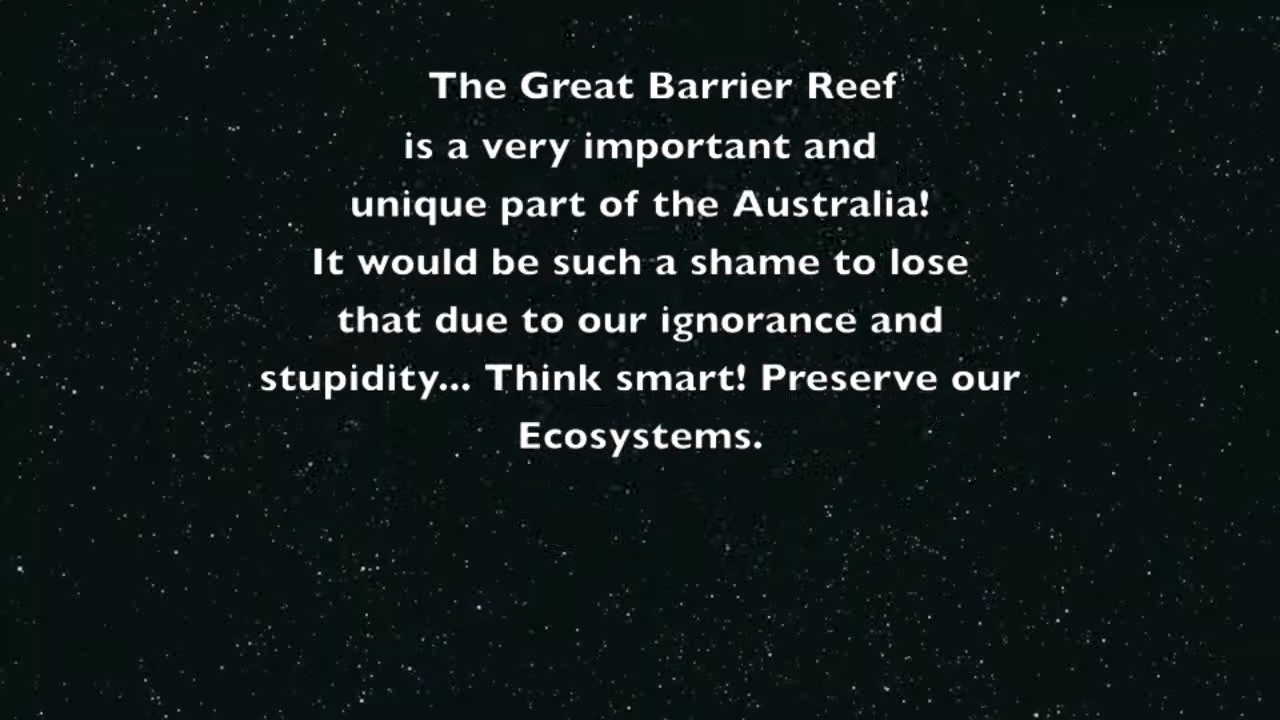 The Great Barrier Reef
is a very important and
unique part of the Australia!
It would be such a shame to lose
that due to our ignorance and
stupidity... Think smart! Preserve our
Ecosystems.